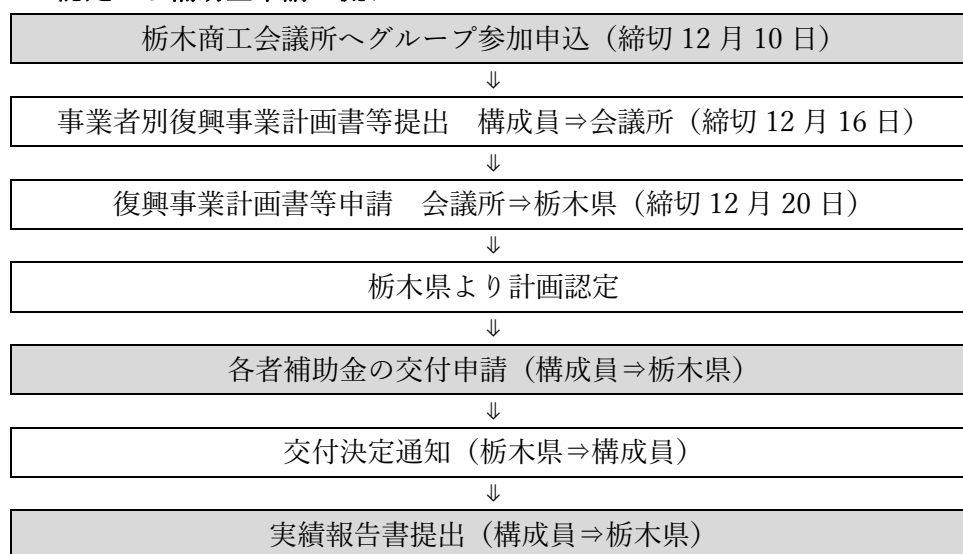 栃木商工会議所へグループ参加申込（締切 12 月 10 日）
⇓
事業者別復興事業計画書等提出　構成員⇒会議所（締切 12 月 16 日）
⇓
復興事業計画書等申請　会議所⇒栃木県（締切 12 月 20 日）
⇓
栃木県より計画認定
⇓
各者補助金の交付申請（構成員⇒栃木県）
⇓
交付決定通知（栃木県⇒構成員）
⇓
実績報告書提出（構成員⇒栃木県）